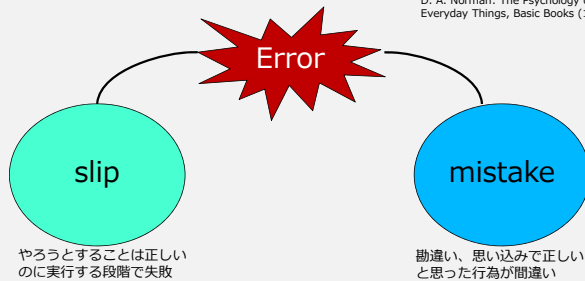 D. A. Norman: The Psychology
Everyday Things, Basic Books
Error
slip
mistake
やろうとすることは正しい
のに実行する段階で失敗
勘違い、思い込みで正しい
と思った行為が間違い